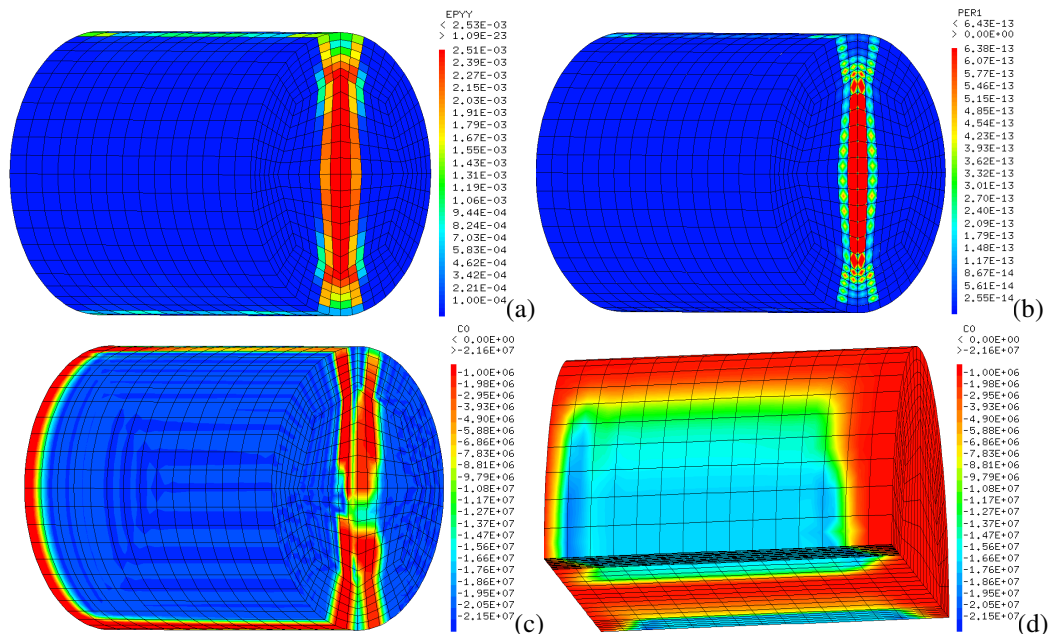 EPYY
< 2.53E-03
> 1.09E-23
2.51E-03
2.39E-03
2.27E-03
2.15E-03
2.03E-03
1.91E-03
1.79E-03
1.67E-03
1.55E-03
1.43E-03
1.31E-03
1.19E-03
1.06E-03
9.44E-04
8.24E-04
7.03E-04
5.83E-04
4.62E-04
3.42E-04
2.21E-04
1.00E-04
(a)
PER1
< 6.43E-13
> 0.00E+00
6.38E-13
6.07E-13
5.77E-13
5.46E-13
5.15E-13
4.85E-13
4.54E-13
4.23E-13
3.93E-13
3.62E-13
3.32E-13
3.01E-13
2.70E-13
2.40E-13
2.09E-13
1.79E-13
1.48E-13
1.17E-13
8.67E-14
5.61E-14
2.55E-14
(b)
C0
< 0.00E+00
>-2.16E+07
-1.00E+06
-1.98E+06
-2.95E+06
-3.93E+06
-4.90E+06
-5.88E+06
-6.86E+06
-7.83E+06
-8.81E+06
-9.79E+06
-1.08E+07
-1.17E+07
-1.27E+07
-1.37E+07
-1.47E+07
-1.56E+07
-1.66E+07
-1.76E+07
-1.86E+07
-1.95E+07
-2.05E+07
-2.15E+07
(c)
C0
< 0.00E+00
>-2.16E+07
-1.00E+06
-1.98E+06
-2.95E+06
-3.93E+06
-4.90E+06
-5.88E+06
-6.86E+06
-7.83E+06
-8.81E+06
-9.79E+06
-1.08E+07
-1.17E+07
-1.27E+07
-1.37E+07
-1.47E+07
-1.56E+07
-1.66E+07
-1.76E+07
-1.86E+07
-1.95E+07
-2.05E+07
-2.15E+07
(d)